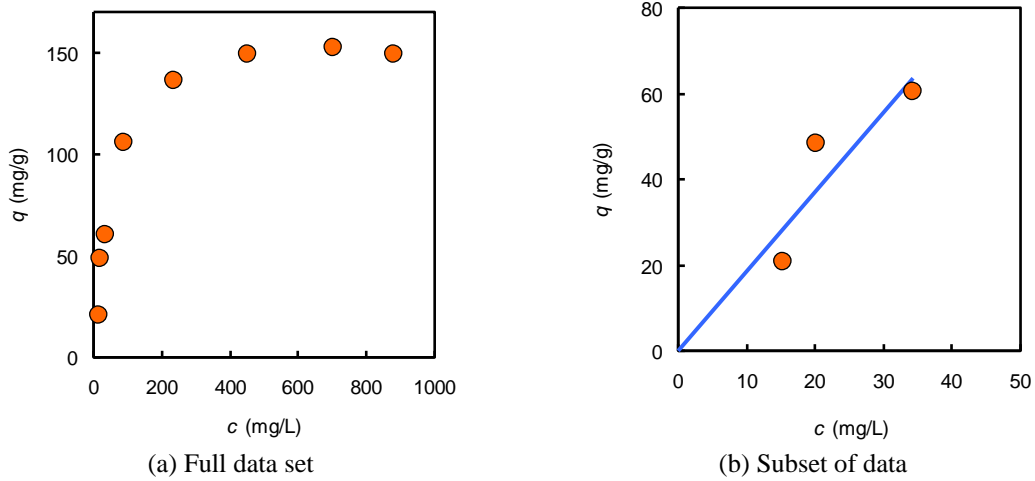 150
100
50
0
q (mg/g)
0 200 400 600 800 1000
c (mg/L)
(a) Full data set
80
60
40
20
0
q (mg/g)
0 10 20 30 40 50
c (mg/L)
(b) Subset of data